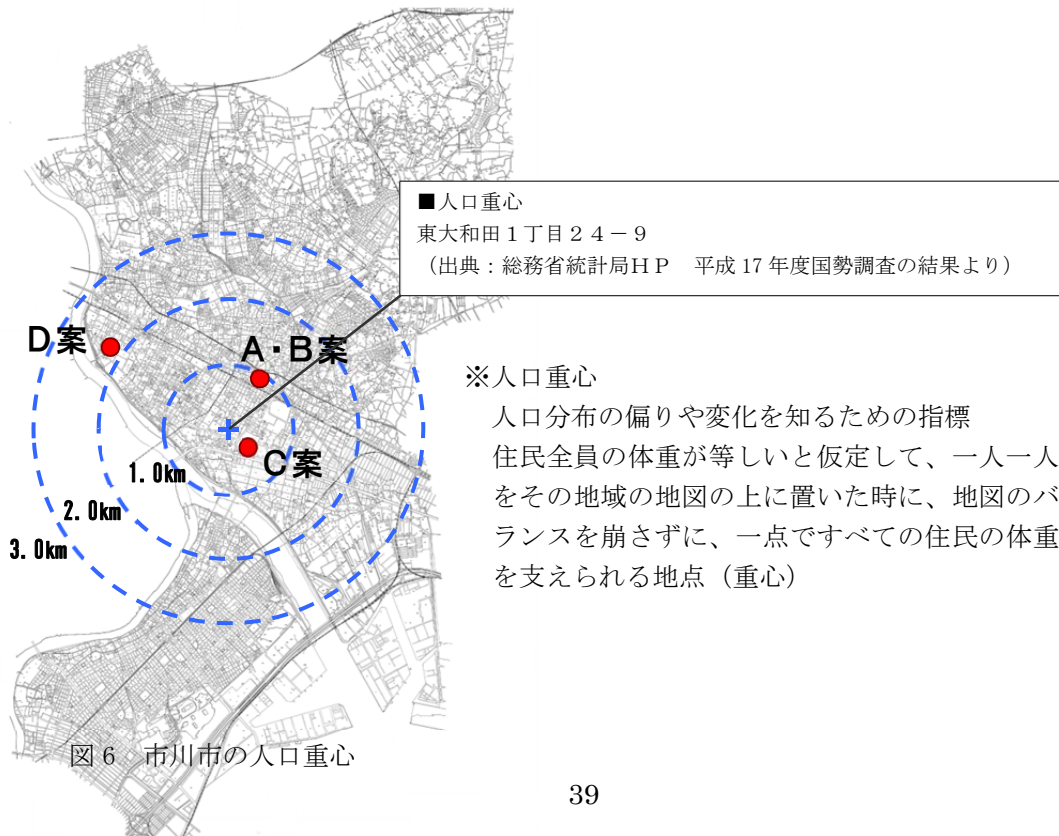 ■人口重心
東大和田1丁目24-9
(出典:総務省統計局HP 平成17年度国勢調査の結果より)
D案
A・B案
C案
1.0km
2.0km
3.0km
※人口重心
人口分布の偏りや変化を知るための指標
住民全員の体重が等しいと仮定して、一人一人
をその地域の地図の上に置いた時に、地図のバ
ランスを崩さずに、一点ですべての住民の体重
を支えられる地点(重心)
図6 市川市の人口重心
39